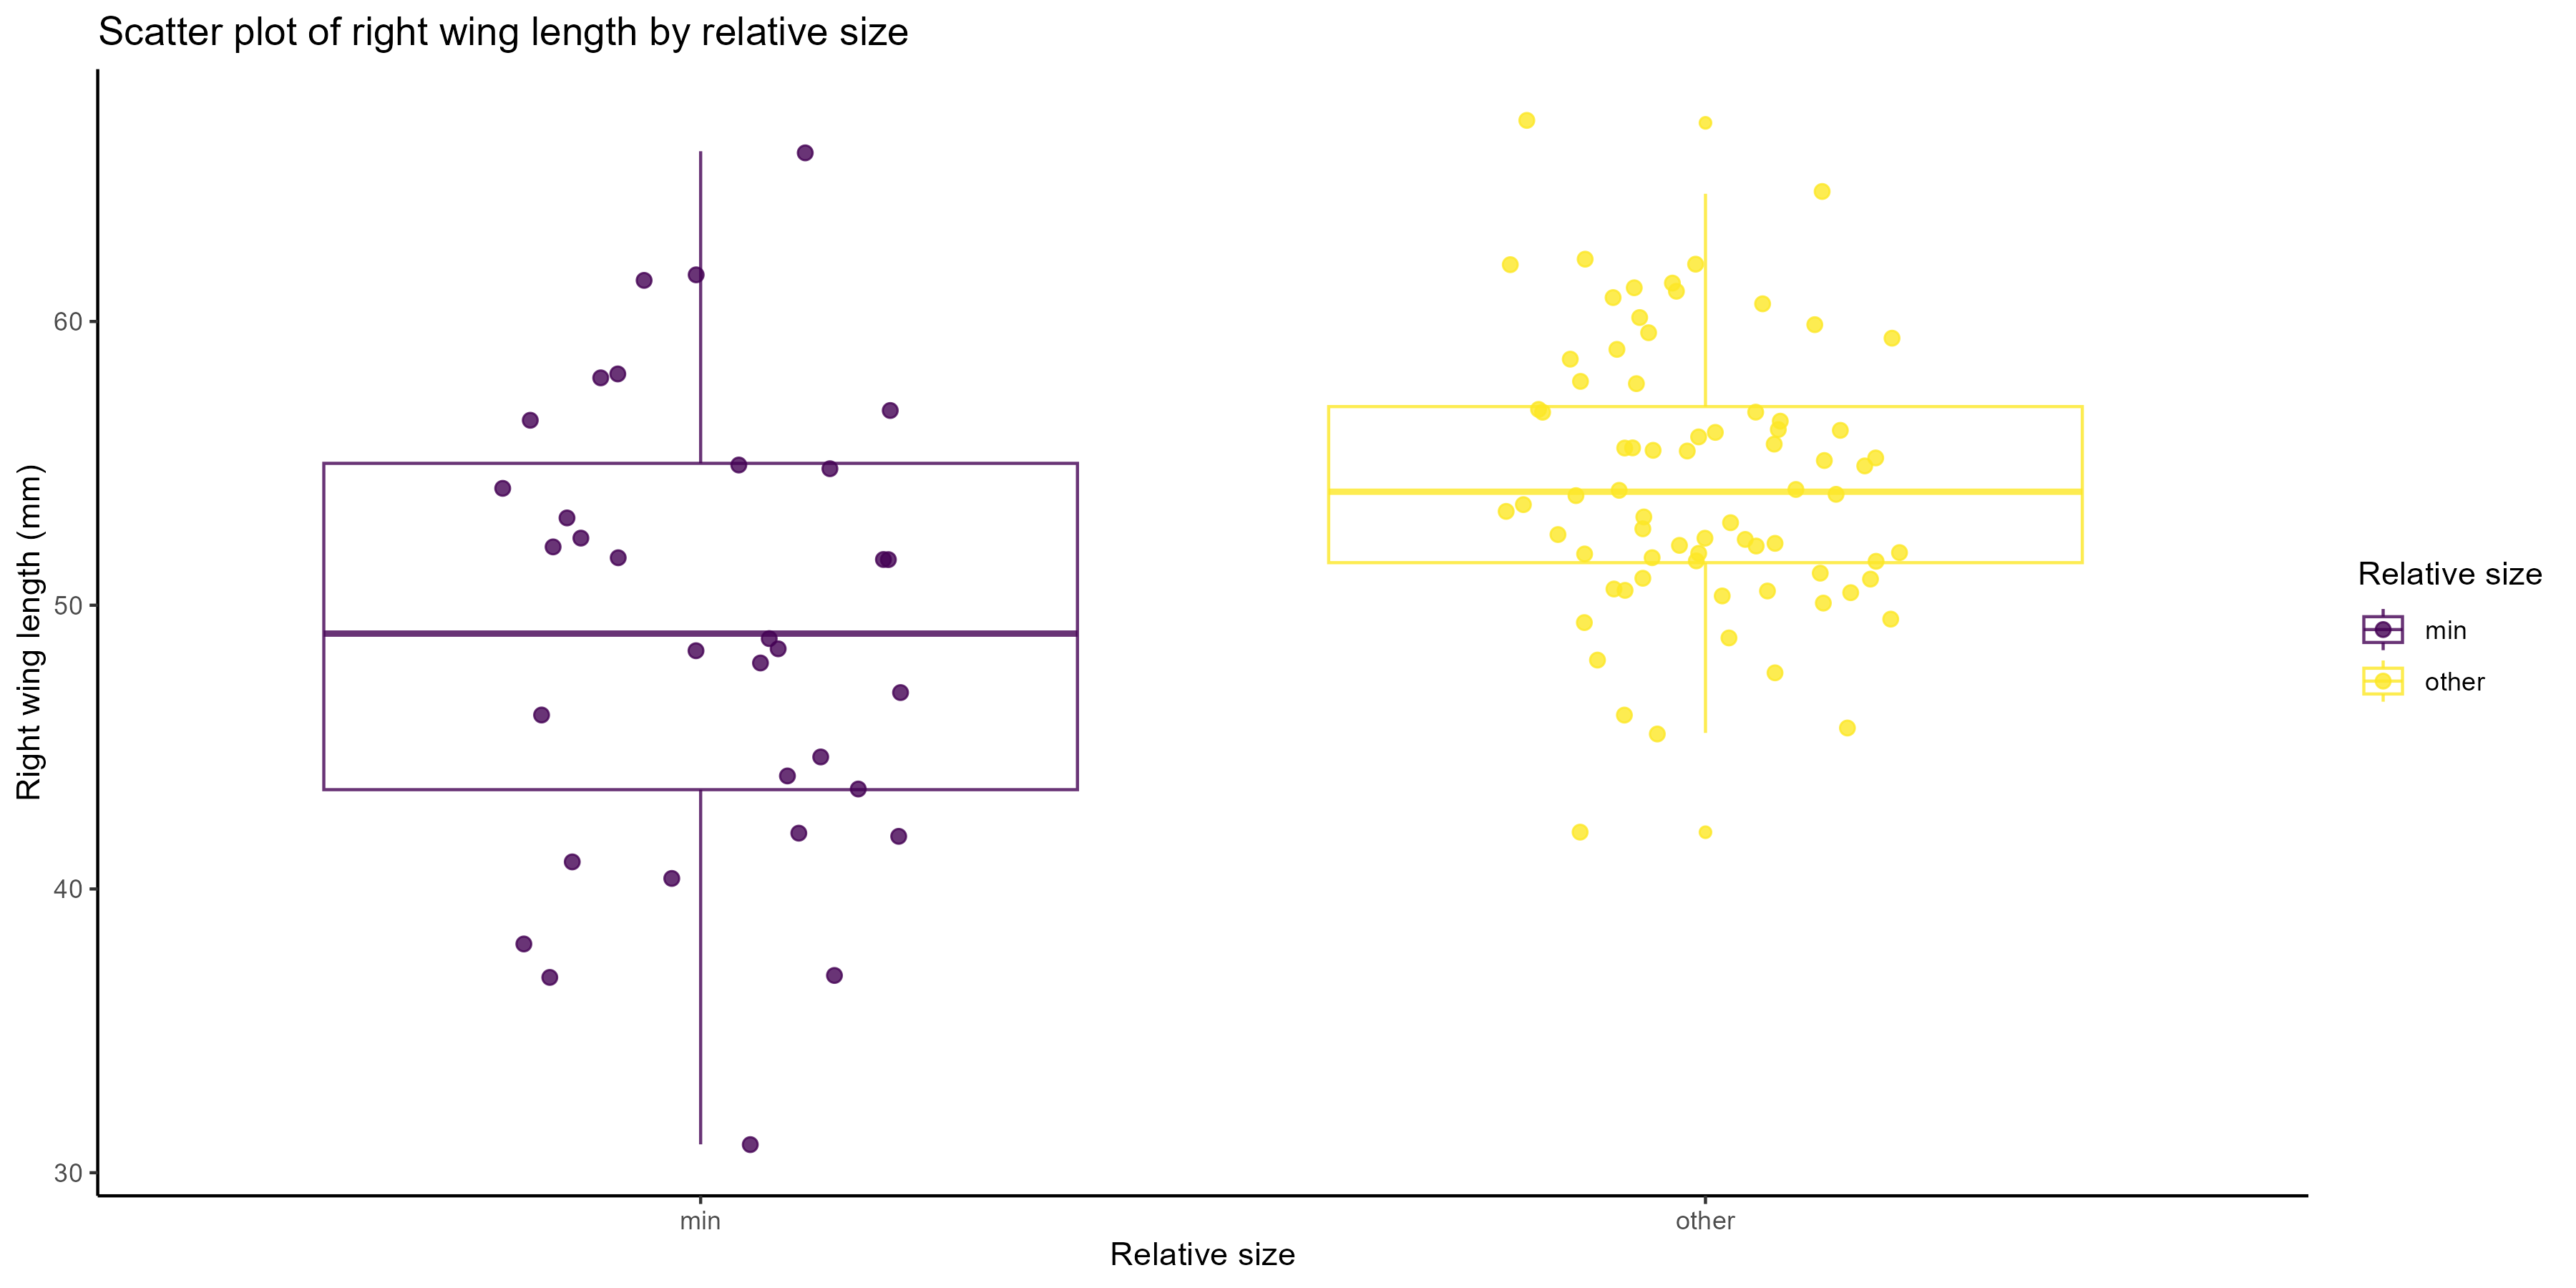 Scatter plot of right wing length by relative size
Right wing length (mm)
60
50
40
30
min
other
Relative size
Relative size
min
other